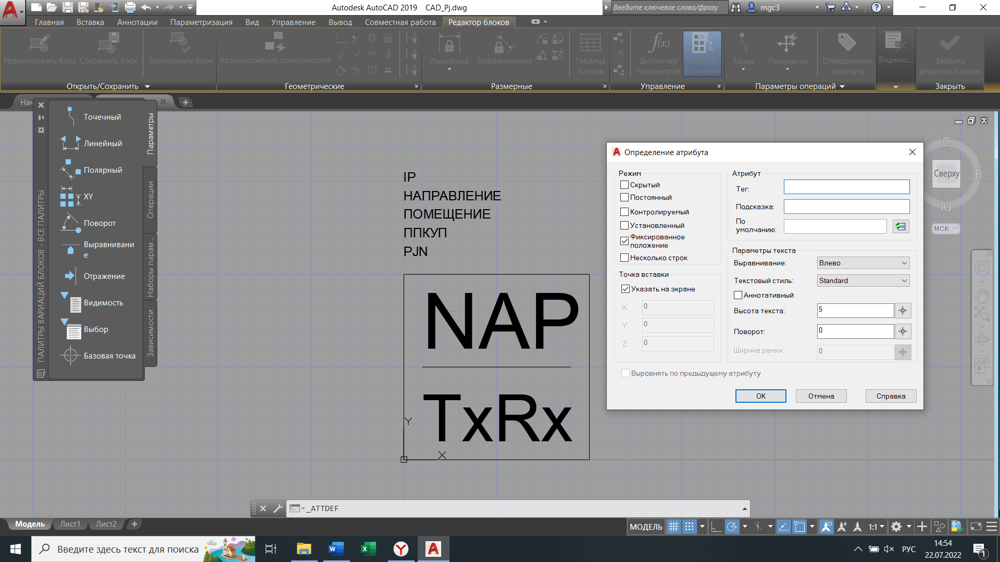 Autodesk AutoCAD 2019 CAD_Pj.dwg
Введите ключевое слово/фразу
mgc3
Главная Вставка Аннотации Параметризация Вид Управление Вывод Совместная работа Редактор блоков
Редактировать блок Сохранить блок Тестировать блок
Автоналожение зависимостей
Линейный Выравнивание
Таблица блоков
Диспетчер параметров
Палитры вариации
Точка Перенести
Определение атрибута
Видимо...
Закрыть редактор блоков
Открыть/Сохранить Геометрические Размерные Управление Параметры операций Закрыть
Нач
Точечный
Линейный
Полярный
XY
Поворот
Выравнивани
е
Отражение
Видимость
Выбор
Базовая точка
Параметры
Операции
Наборы парам...
Зависимости
ПАЛИТРЫ ВАРИАЦИЙ БЛОКОВ - ВСЕ ПАЛИТРЫ
IP
НАПРАВЛЕНИЕ
ПОМЕЩЕНИЕ
ППКУП
PJN
NAP
TxRx
Y
X
Определение атрибута
Режим
Скрытый
Постоянный
Контролируемый
Установленный
Фиксированное
положение
Несколько строк
Точка вставки
Указать на экране
X: 0
Y: 0
Z: 0
Атрибут
Тег:
Подсказка:
По
умолчанию:
Параметры текста
Выравнивание: Влево
Текстовый стиль: Standard
Аннотативный
Высота текста: 5
Поворот: 0
Ширина рамки: 0
Выровнять по предыдущему атрибуту
OK Отмена Справка
С
Сверху
В
Ю
МСК
_ATTDEF
Модель Лист1 Лист2
МОДЕЛЬ
1:1
Введите здесь текст для поиска
РУС
14:54
22.07.2022
1